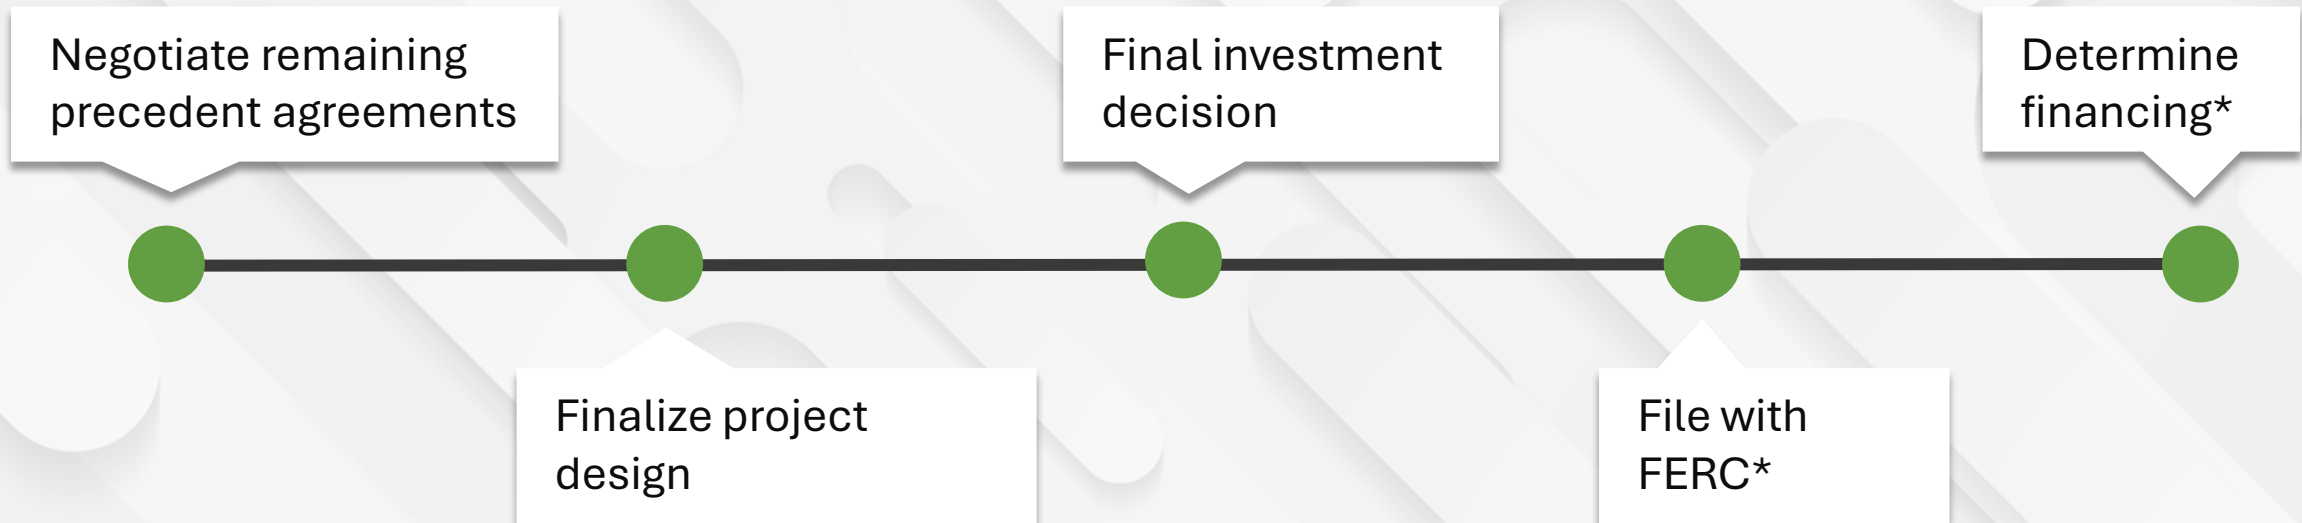 Negotiate remaining
precedent agreements
Finalize project
design
Final investment
decision
File with
FERC*
Determine
financing*